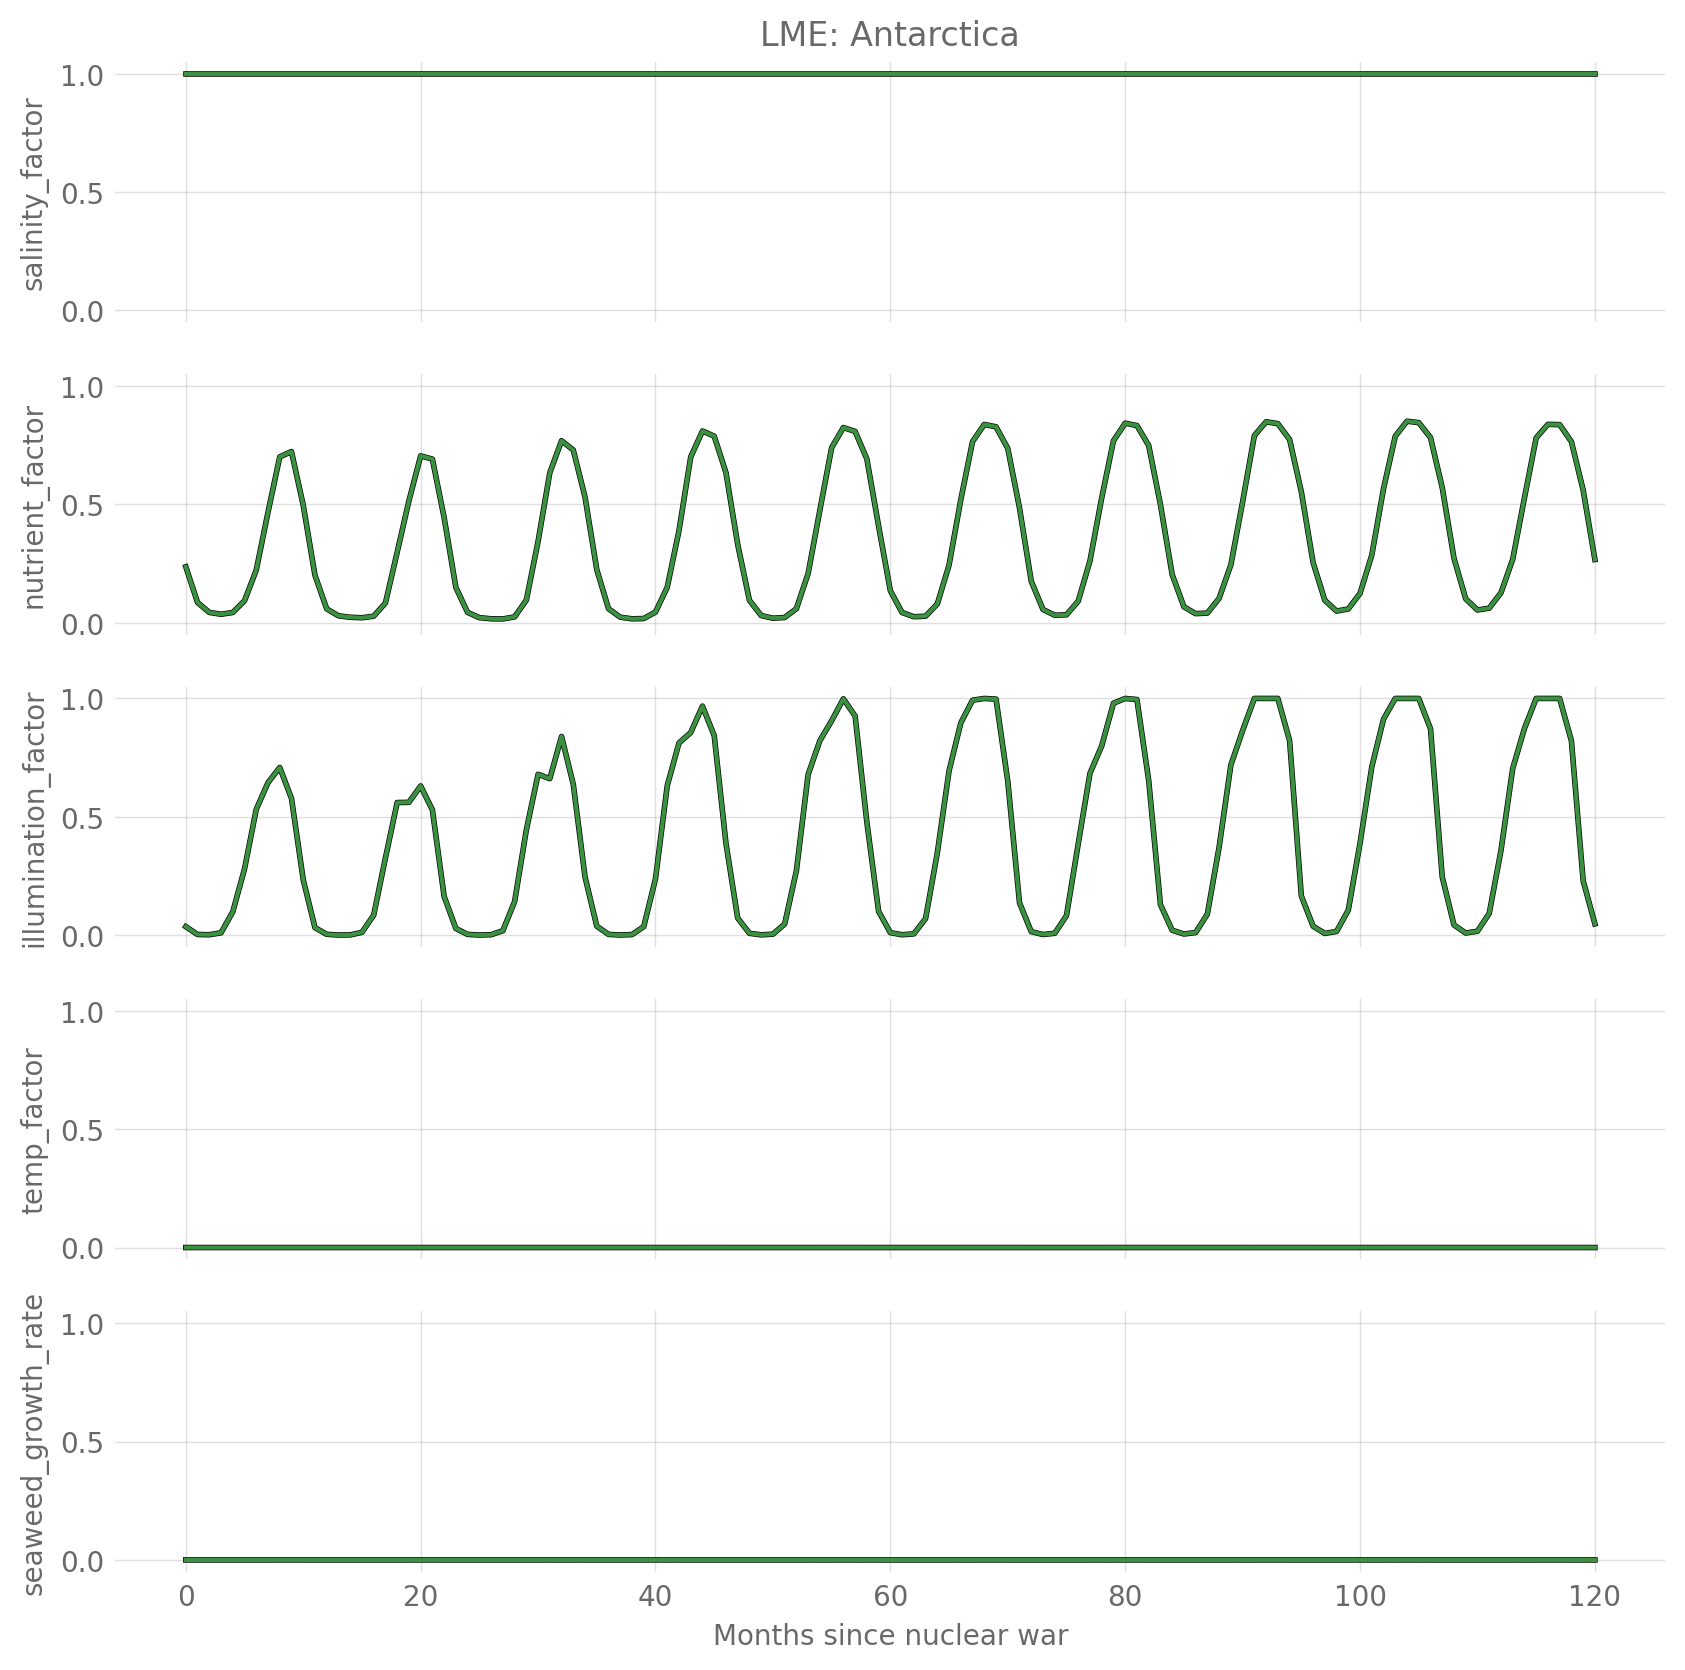 LME: Antarctica
1.0
0.5
0.0
salinity_factor
1.0
0.5
0.0
nutrient_factor
1.0
0.5
0.0
illumination_factor
1.0
0.5
0.0
temp_factor
1.0
0.5
0.0
seaweed_growth_rate
0 20 40 60 80 100 120
Months since nuclear war